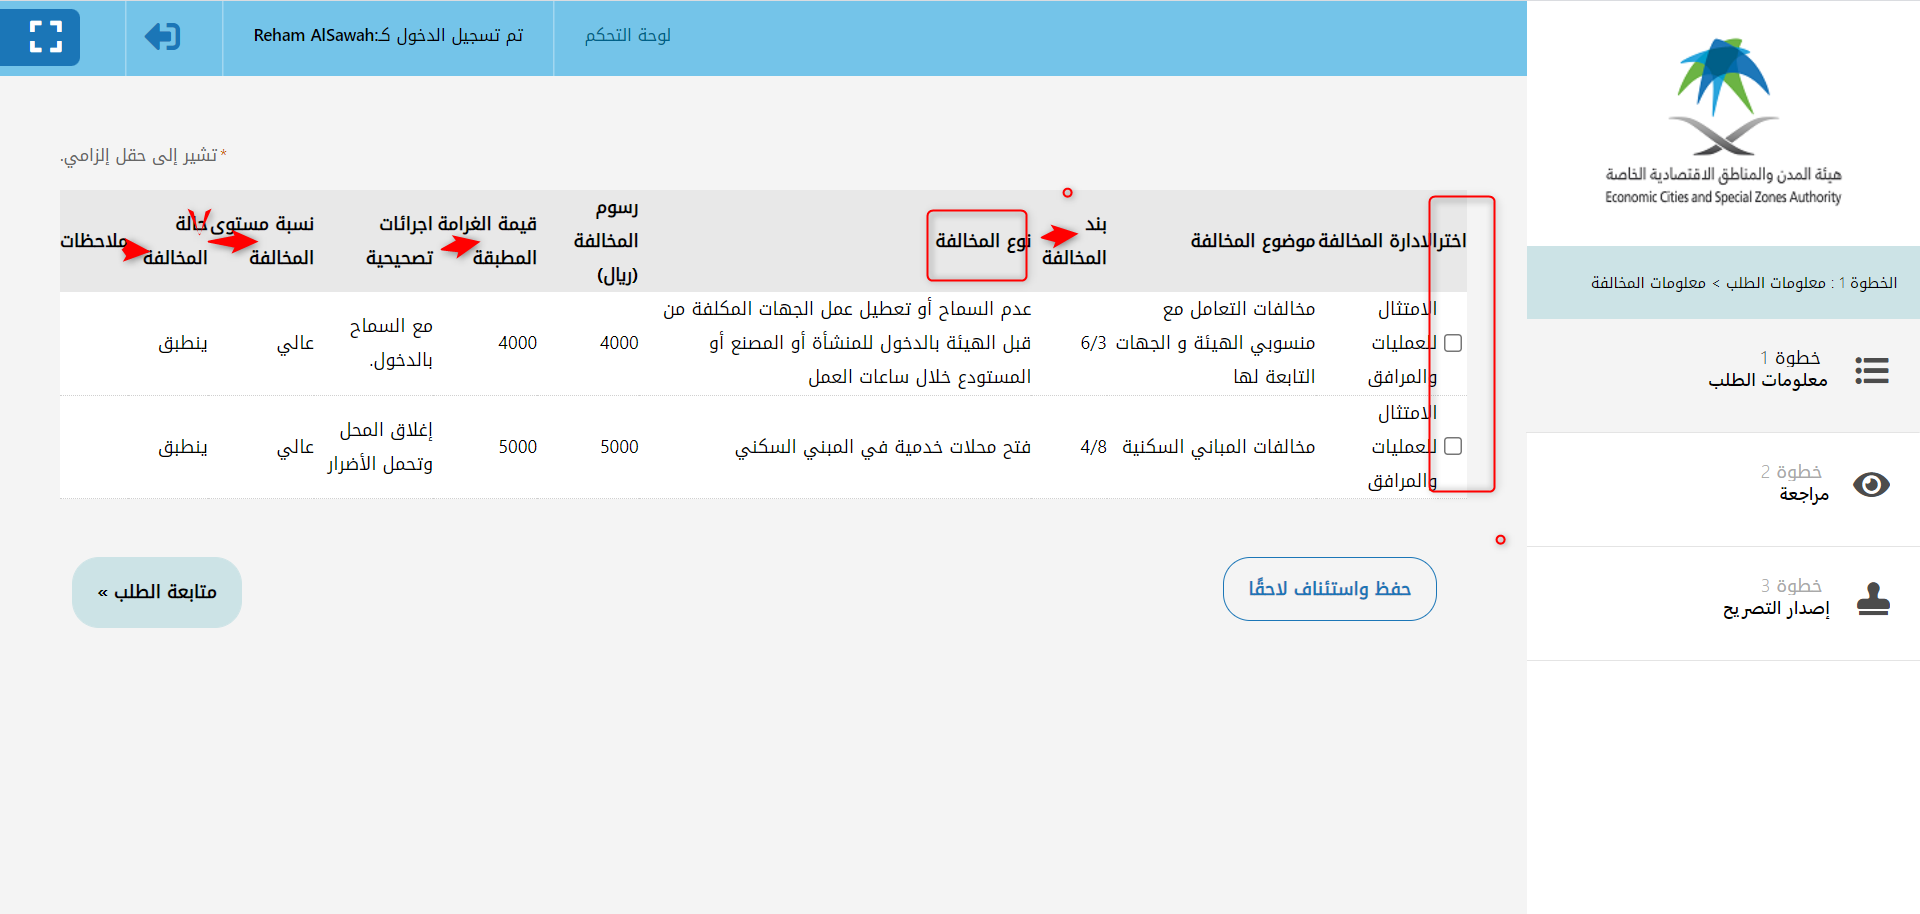 لوحة التحكم
تم تسجيل الدخول كـ:Reham AlSawah
هيئة المدن والمناطق الاقتصادية الخاصة
Economic Cities and Special Zones Authority
الخطوة 1 : معلومات الطلب > معلومات المخالفة
خطوة 1
معلومات الطلب
خطوة 2
مراجعة
خطوة 3
إصدار التصريح
* تشير إلى حقل إلزامي.
اختر
الادارة المخالفة
موضوع المخالفة
بند
المخالفة
نوع المخالفة
رسوم
المخالفة
(ريال)
قيمة الغرامة
المطبقة
اجرائات
تصحيحية
نسبة مستوى
المخالفة
حالة
المخالفة
ملاحظات
الامتثال
للعمليات
والمرافق
مخالفات التعامل مع
منسوبي الهيئة و الجهات
التابعة لها
6/3
عدم السماح أو تعطيل عمل الجهات المكلفة من
قبل الهيئة بالدخول للمنشأة أو المصنع أو
المستودع خلال ساعات العمل
4000
4000
مع السماح
بالدخول.
عالي
ينطبق
الامتثال
للعمليات
والمرافق
مخالفات المباني السكنية
4/8
فتح محلات خدمية في المبني السكني
5000
5000
إغلاق المحل
وتحمل الأضرار
عالي
ينطبق
حفظ واستئناف لاحقًا
متابعة الطلب »